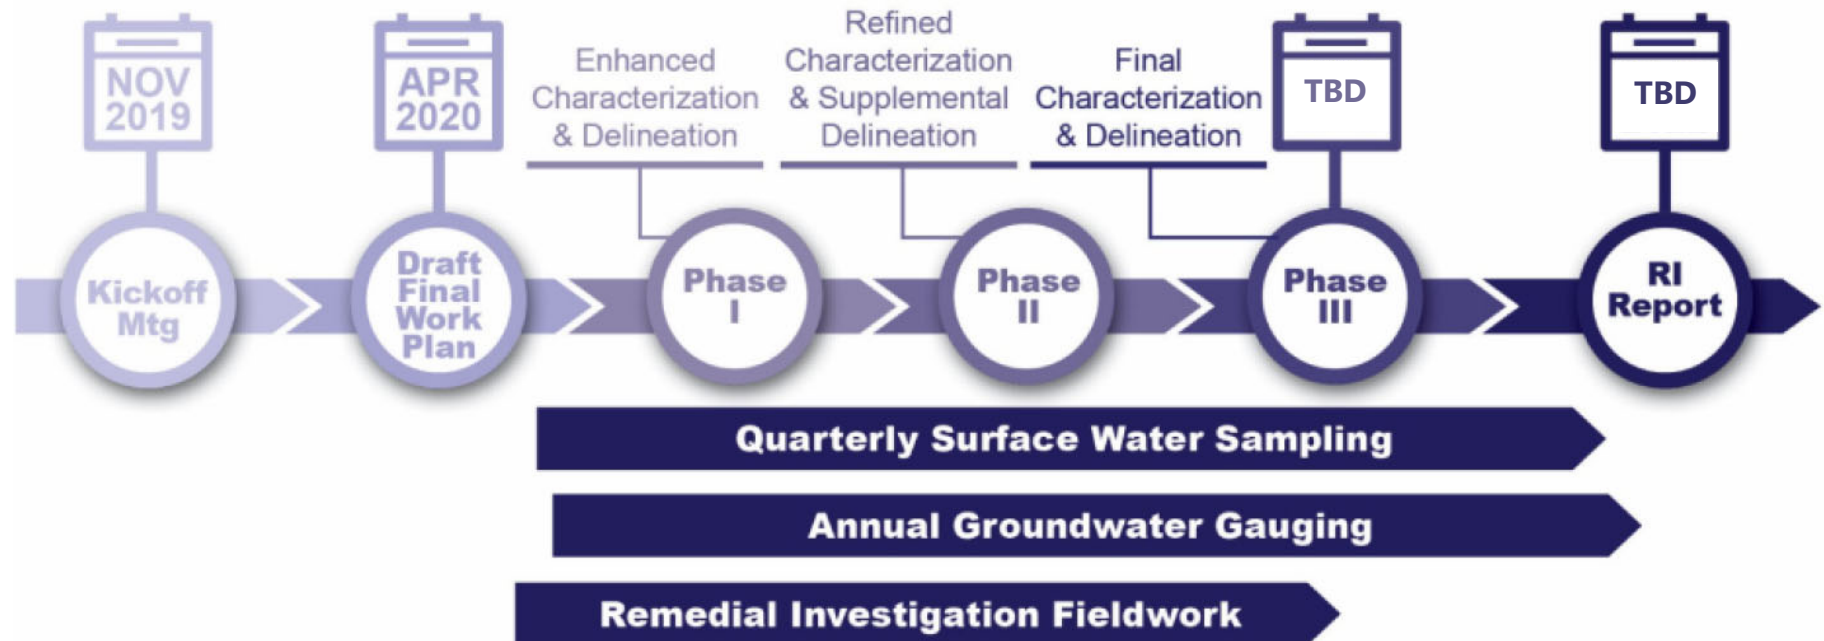 NOV
2019
APR
2020
Enhanced
Characterization
& Delineation
Refined
Characterization
& Supplemental
Delineation
Final
Characterization
& Delineation
TBD
TBD
Kickoff
Mtg
Draft
Final
Work
Plan
Phase
I
Phase
II
Phase
III
RI
Report
Quarterly Surface Water Sampling
Annual Groundwater Gauging
Remedial Investigation Fieldwork